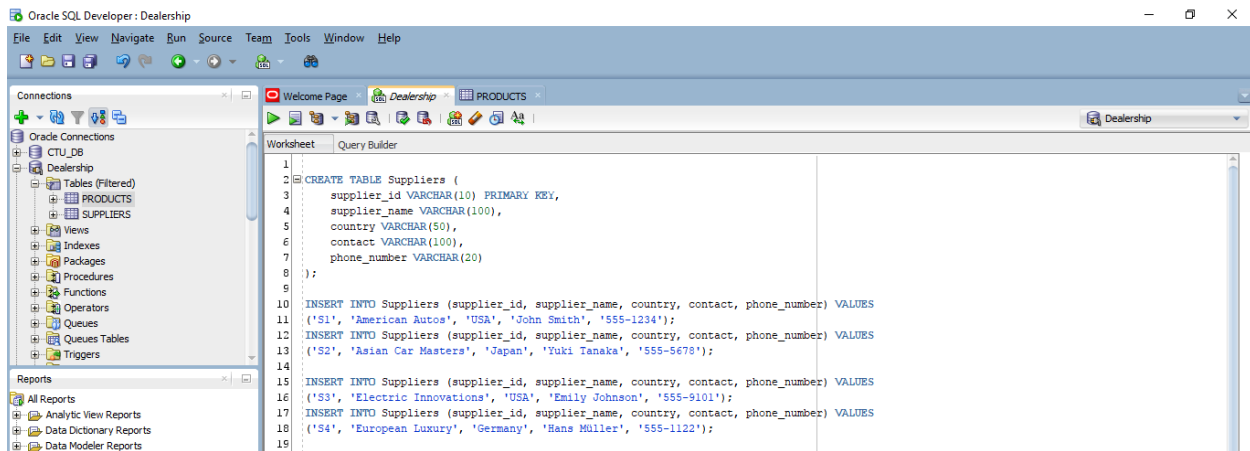 Oracle SQL Developer : Dealership
File Edit View Navigate Run Source Team Tools Window Help
Connections
Oracle Connections
CTU_DB
Dealership
Tables (Filtered)
PRODUCTS
SUPPLIERS
Views
Indexes
Packages
Procedures
Functions
Operators
Queues
Queues Tables
Triggers
Reports
All Reports
Analytic View Reports
Data Dictionary Reports
Data Modeler Reports
Welcome Page Dealership PRODUCTS
Dealership
Worksheet Query Builder
1
2 CREATE TABLE Suppliers (
3 supplier_id VARCHAR(10) PRIMARY KEY,
4 supplier_name VARCHAR(100),
5 country VARCHAR(50),
6 contact VARCHAR(100),
7 phone_number VARCHAR(20)
8 );
9
10 INSERT INTO Suppliers (supplier_id, supplier_name, country, contact, phone_number) VALUES
11 ('S1', 'American Autos', 'USA', 'John Smith', '555-1234');
12 INSERT INTO Suppliers (supplier_id, supplier_name, country, contact, phone_number) VALUES
13 ('S2', 'Asian Car Masters', 'Japan', 'Yuki Tanaka', '555-5678');
14
15 INSERT INTO Suppliers (supplier_id, supplier_name, country, contact, phone_number) VALUES
16 ('S3', 'Electric Innovations', 'USA', 'Emily Johnson', '555-9101');
17 INSERT INTO Suppliers (supplier_id, supplier_name, country, contact, phone_number) VALUES
18 ('S4', 'European Luxury', 'Germany', 'Hans Müller', '555-1122');
19